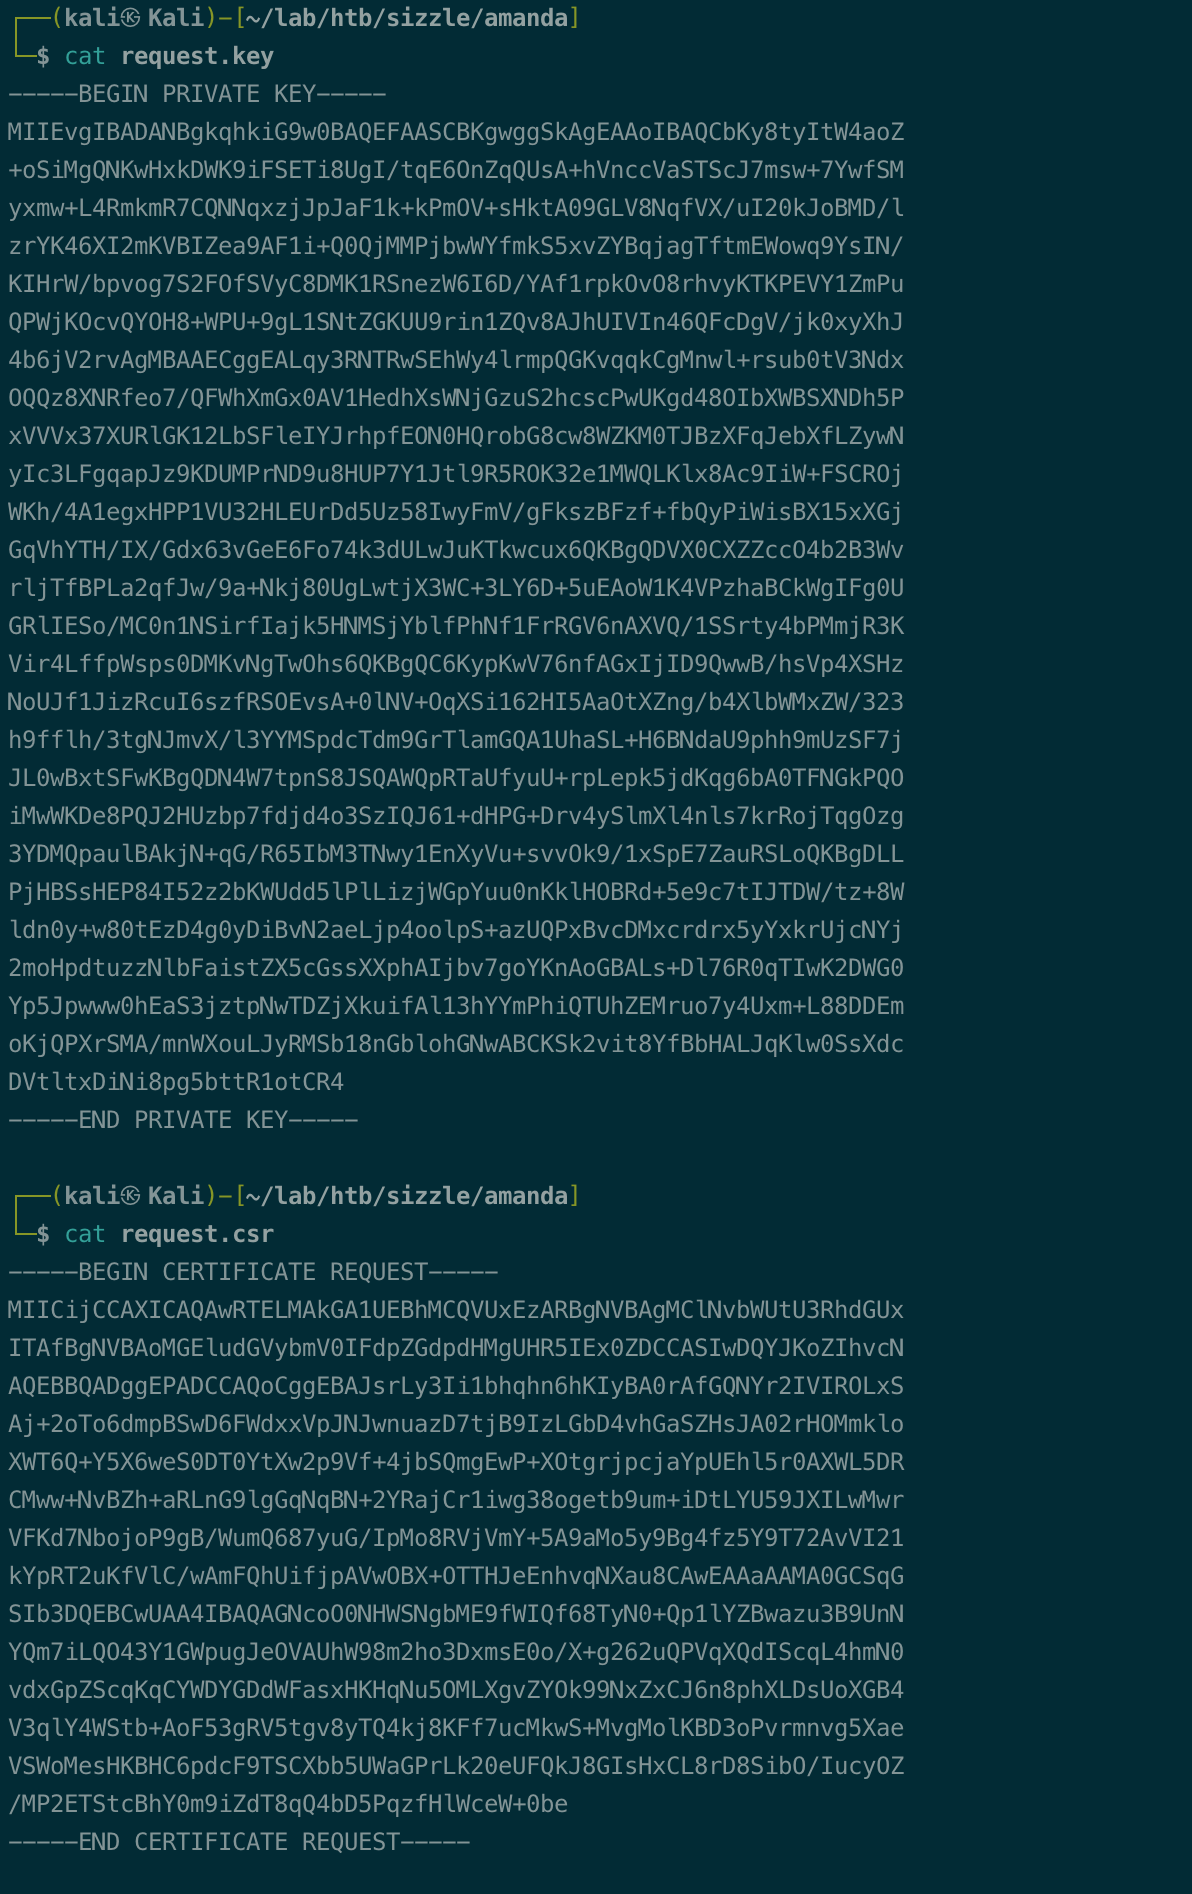 ┌──(kali㉿Kali)-[~/lab/htb/sizzle/amanda]
└─$ cat request.key
-----BEGIN PRIVATE KEY-----
MIIEvgIBADANBgkqhkiG9w0BAQEFAASCBKgwggSkAgEAAoIBAQCbKy8tyItW4aoZ
+oSiMgQNKwHxkDWK9iFSETi8UgI/tqE6OnZqQUsA+hVnccVaSTScJ7msw+7YwfSM
yxmw+L4RmkmR7CQNNqxzjJpJaF1k+kPmOV+sHktA09GLV8NqfVX/uI20kJoBMD/l
zrYK46XI2mKVBIZea9AF1i+Q0QjMMPjbwWYfmkS5xvZYBqjagTftmEWowq9YsIN/
KIHrW/bpvog7S2FOfSVyC8DMK1RSnezW6I6D/YAf1rpkOvO8rhvyKTKPEVY1ZmPu
QPWjKOcvQYOH8+WPU+9gL1SNtZGKUU9rin1ZQv8AJhUIVIn46QFcDgV/jk0xyXhJ
4b6jV2rvAgMBAAECggEALqy3RNTRwSEhWy4lrmpQGKvqqkCgMnwl+rsub0tV3Ndx
OQQz8XNRfeo7/QFWhXmGx0AV1HedhXsWNjGzuS2hcscPwUKgd48OIbXWBSXNDh5P
xVVVx37XURlGK12LbSFleIYJrhpfEON0HQrobG8cw8WZKM0TJBzXFqJebXfLZywN
yIc3LFgqapJz9KDUMPrND9u8HUP7Y1Jtl9R5ROK32e1MWQLKlx8Ac9IiW+FSCROj
WKh/4A1egxHPP1VU32HLEUrDd5Uz58IwyFmV/gFkszBFzf+fbQyPiWisBX15xXGj
GqVhYTH/IX/Gdx63vGeE6Fo74k3dULwJuKTkwcux6QKBgQDVX0CXZZccO4b2B3Wv
rljTfBPLa2qfJw/9a+Nkj80UgLwtjX3WC+3LY6D+5uEAoW1K4VPzhaBCkWgIFg0U
GRlIESo/MC0n1NSirfIajk5HNMSjYblfPhNf1FrRGV6nAXVQ/1SSrty4bPMmjR3K
Vir4LffpWsps0DMKvNgTwOhs6QKBgQC6KypKwV76nfAGxIjID9QwwB/hsVp4XSHz
NoUJf1JizRcuI6szfRSOEvsA+0lNV+OqXSi162HI5AaOtXZng/b4XlbWMxZW/323
h9fflh/3tgNJmvX/l3YYMSpdcTdm9GrTlamGQA1UhaSL+H6BNdaU9phh9mUzSF7j
JL0wBxtSFwKBgQDN4W7tpnS8JSQAWQpRTaUfyuU+rpLepk5jdKqg6bA0TFNGkPQO
iMwWKDe8PQJ2HUzbp7fdjd4o3SzIQJ61+dHPG+Drv4ySlmXl4nls7krRojTqgOzg
3YDMQpaulBAkjN+qG/R65IbM3TNwy1EnXyVu+svvOk9/1xSpE7ZauRSLoQKBgDLL
PjHBSsHEP84I52z2bKWUdd5lPlLizjWGpYuu0nKklHOBRd+5e9c7tIJTDW/tz+8W
ldn0y+w80tEzD4g0yDiBvN2aeLjp4oolpS+azUQPxBvcDMxcrdrx5yYxkrUjcNYj
2moHpdtuzzNlbFaistZX5cGssXXphAIjbv7goYKnAoGBALs+Dl76R0qTIwK2DWG0
Yp5Jpwww0hEaS3jztpNwTDZjXkuifAl13hYYmPhiQTUhZEMruo7y4Uxm+L88DDEm
oKjQPXrSMA/mnWXouLJyRMSb18nGblohGNwABCKSk2vit8YfBbHALJqKlw0SsXdc
DVtltxDiNi8pg5bttR1otCR4
-----END PRIVATE KEY-----
┌──(kali㉿Kali)-[~/lab/htb/sizzle/amanda]
└─$ cat request.csr
-----BEGIN CERTIFICATE REQUEST-----
MIICijCCAXICAQAwRTELMAkGA1UEBhMCQVUxEzARBgNVBAgMClNvbWUtU3RhdGUx
ITAfBgNVBAoMGEludGVybmV0IFdpZGdpdHMgUHR5IEx0ZDCCASIwDQYJKoZIhvcN
AQEBBQADggEPADCCAQoCggEBAJsrLy3Ii1bhqhn6hKIyBA0rAfGQNYr2IVIROLxS
Aj+2oTo6dmpBSwD6FWdxxVpJNJwnuazD7tjB9IzLGbD4vhGaSZHsJA02rHOMmklo
XWT6Q+Y5X6weS0DT0YtXw2p9Vf+4jbSQmgEwP+XOtgrjpcjaYpUEhl5r0AXWL5DR
CMww+NvBZh+aRLnG9lgGqNqBN+2YRajCr1iwg38ogetb9um+iDtLYU59JXILwMwr
VFKd7NbojoP9gB/WumQ687yuG/IpMo8RVjVmY+5A9aMo5y9Bg4fz5Y9T72AvVI21
kYpRT2uKfVlC/wAmFQhUifjpAVwOBX+OTTHJeEnhvqNXau8CAwEAAaAAMA0GCSqG
SIb3DQEBCwUAA4IBAQAGNcoO0NHWSNgbME9fWIQf68TyN0+Qp1lYZBwazu3B9UnN
YQm7iLQO43Y1GWpugJeOVAUhW98m2ho3DxmsE0o/X+g262uQPVqXQdIScqL4hmN0
vdxGpZScqKqCYWDYGDdWFasxHKHqNu5OMLXgvZYOk99NxZxCJ6n8phXLDsUoXGB4
V3qlY4WStb+AoF53gRV5tgv8yTQ4kj8KFf7ucMkwS+MvgMolKBD3oPvrmnvg5Xae
VSWoMesHKBHC6pdcF9TSCXbb5UWaGPrLk20eUFQkJ8GIsHxCL8rD8SibO/IucyOZ
/MP2ETStcBhY0m9iZdT8qQ4bD5PqzfHlWceW+0be
-----END CERTIFICATE REQUEST-----